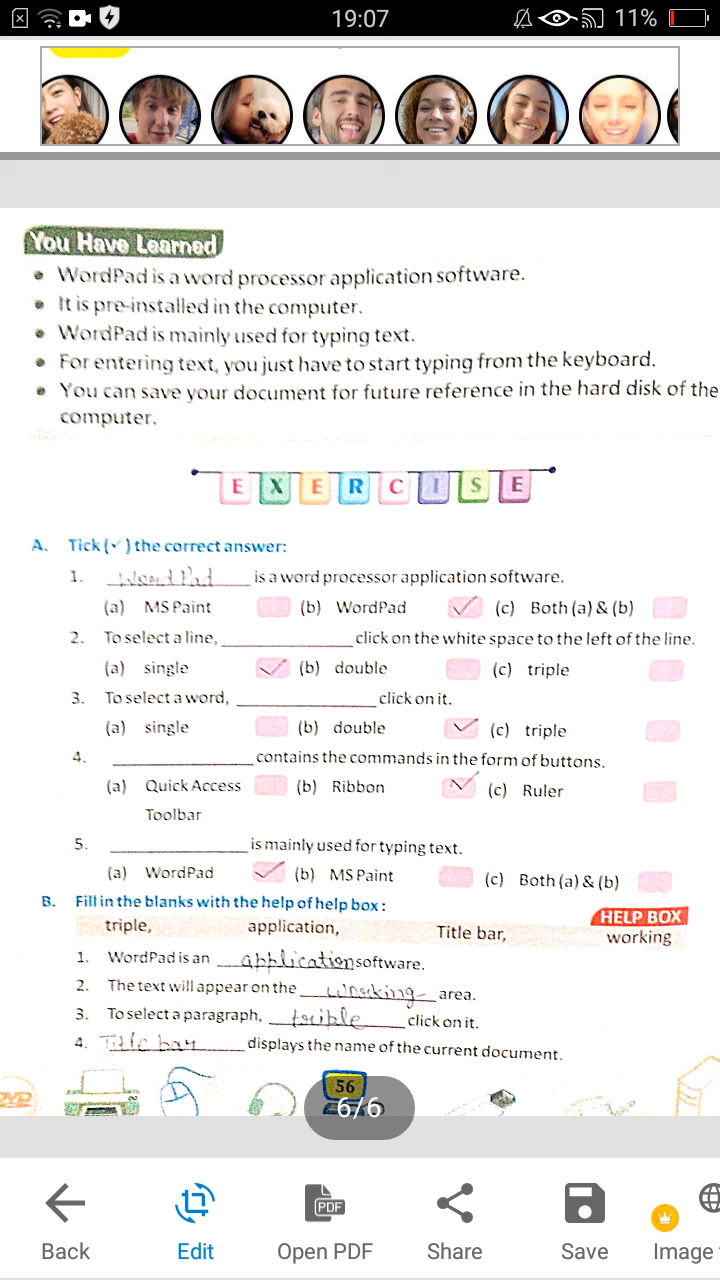 19:07
11%
You Have Learned
WordPad is a word processor application software.
It is pre-installed in the computer.
WordPad is mainly used for typing text.
For entering text, you just have to start typing from the keyboard.
You can save your document for future reference in the hard disk of the
computer.
EXERCISE
A. Tick (✓) the correct answer:
1. Word Pad is a word processor application software.
(a) MS Paint (b) WordPad ✓ (c) Both (a) & (b)
2. To select a line, ____________ click on the white space to the left of the line.
(a) single ✓ (b) double (c) triple
3. To select a word, ____________ click on it.
(a) single (b) double ✓ (c) triple
4. ____________ contains the commands in the form of buttons.
(a) Quick Access (b) Ribbon ✓ (c) Ruler
Toolbar
5. ____________ is mainly used for typing text.
(a) WordPad ✓ (b) MS Paint (c) Both (a) & (b)
B. Fill in the blanks with the help of help box:
HELP BOX
triple, application, Title bar, working
1. WordPad is an application software.
2. The text will appear on the working area.
3. To select a paragraph, trible click on it.
4. Title bar displays the name of the current document.
56
6/6
Back Edit Open PDF Share Save Image
PDF